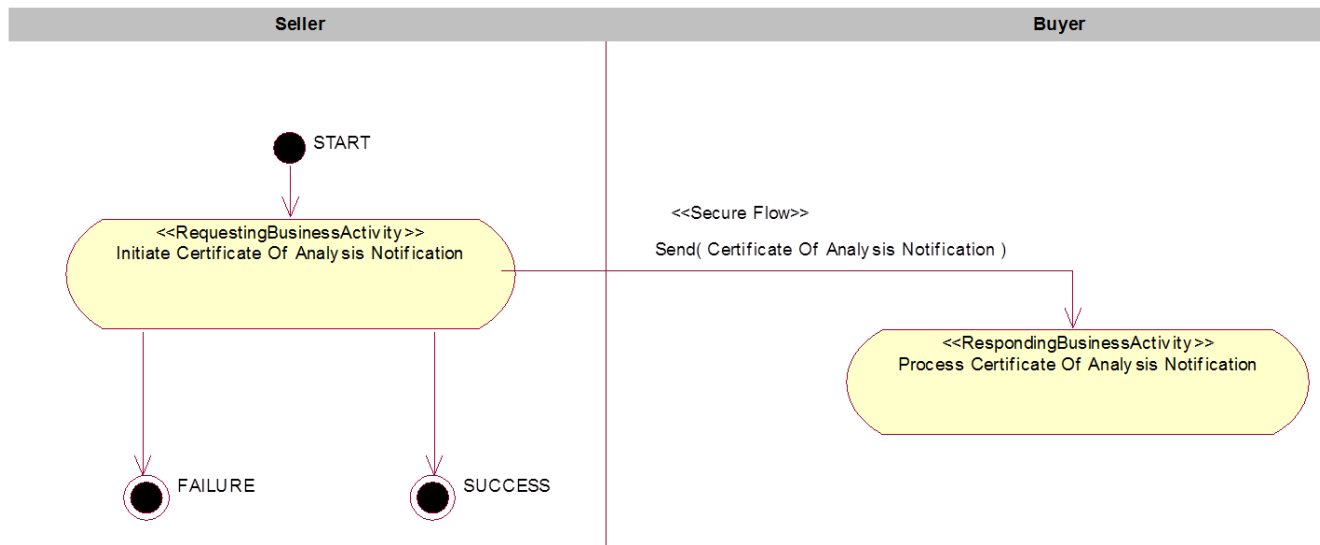 Seller
Buyer
START
<<RequestingBusinessActivity>>
Initiate Certificate Of Analysis Notification
<<Secure Flow>>
Send( Certificate Of Analysis Notification )
<<RespondingBusinessActivity>>
Process Certificate Of Analysis Notification
FAILURE
SUCCESS